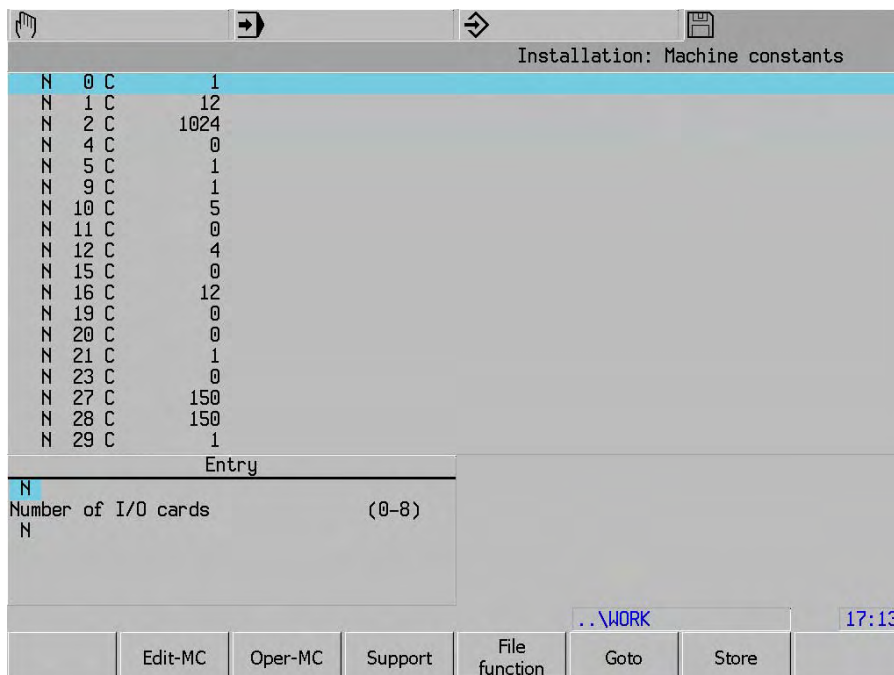 Installation: Machine constants
N 0 C 1
N 1 C 12
N 2 C 1024
N 4 C 0
N 5 C 1
N 9 C 1
N 10 C 5
N 11 C 0
N 12 C 4
N 15 C 0
N 16 C 12
N 19 C 0
N 20 C 0
N 21 C 1
N 23 C 0
N 27 C 150
N 28 C 150
N 29 C 1
Entry
N
Number of I/O cards (0-8)
N
..\WORK 17:13
Edit-MC Oper-MC Support File function Goto Store